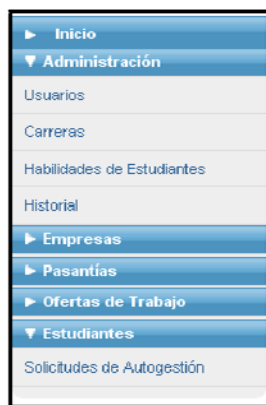 ► Inicio
▼ Administración
Usuarios
Carreras
Habilidades de Estudiantes
Historial
► Empresas
► Pasantías
► Ofertas de Trabajo
▼ Estudiantes
Solicitudes de Autogestión